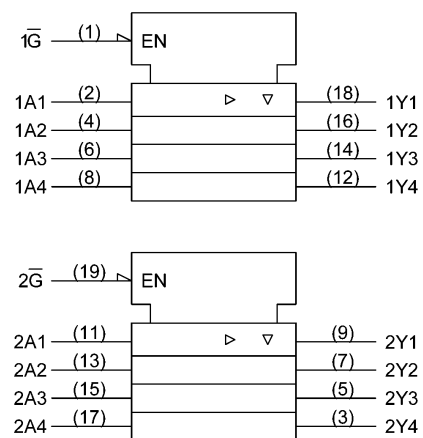 1G̅ (1) EN
1A1 (2) (18) 1Y1
1A2 (4) (16) 1Y2
1A3 (6) (14) 1Y3
1A4 (8) (12) 1Y4
2G̅ (19) EN
2A1 (11) (9) 2Y1
2A2 (13) (7) 2Y2
2A3 (15) (5) 2Y3
2A4 (17) (3) 2Y4